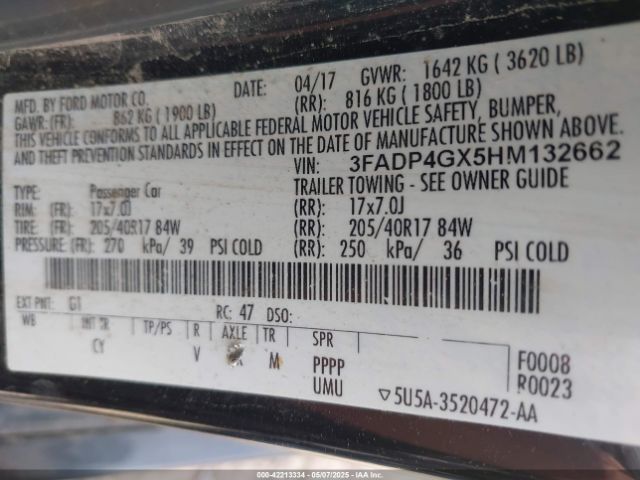 MFD. BY FORD MOTOR CO. DATE: 04/17 GVWR: 1642 KG ( 3620 LB)
GAWR:(FR): 862 KG ( 1900 LB) (RR): 816 KG ( 1800 LB)
THIS VEHICLE CONFORMS TO ALL APPLICABLE FEDERAL MOTOR VEHICLE SAFETY, BUMPER,
AND THEFT PREVENTION STANDARDS IN EFFECT ON THE DATE OF MANUFACTURE SHOWN ABOVE.
VIN: 3FADP4GX5HM132662
TYPE: Passenger Car TRAILER TOWING - SEE OWNER GUIDE
RIM: (FR): 17x7.0J (RR): 17x7.0J
TIRE: (FR): 205/40R17 84W (RR): 205/40R17 84W
PRESSURE: (FR): 270 kPa/ 39 PSI COLD (RR): 250 kPa/ 36 PSI COLD
EXT PNT: G1 RC: 47 DSO:
WB INT TR TP/PS R AXLE TR SPR
CY V M PPPP F0008
UMU R0023
▽5U5A-3520472-AA
000-42213334 | 05/07/2025 - IAA, Inc.